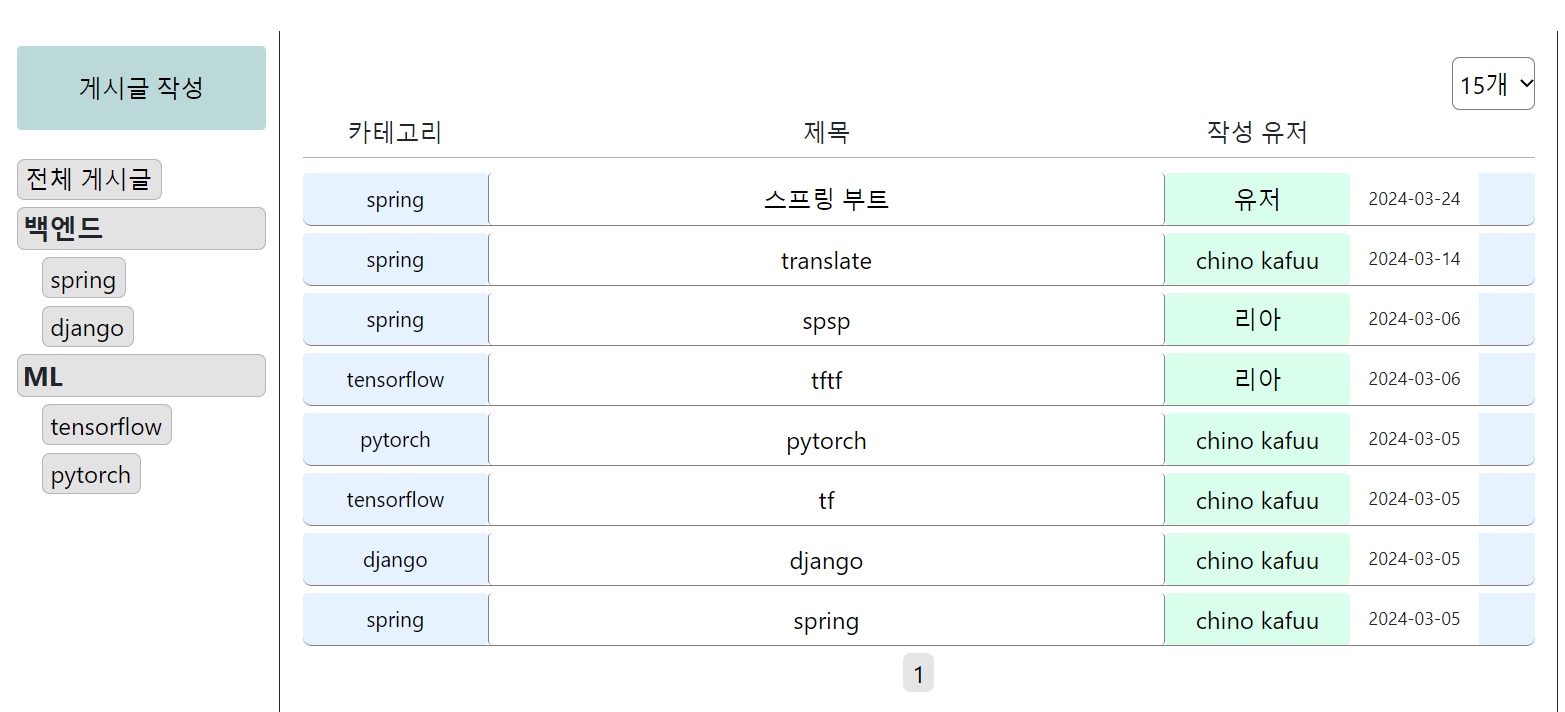 게시글 작성
전체 게시글
백엔드
spring
django
ML
tensorflow
pytorch
15개
카테고리 제목 작성 유저
spring 스프링 부트 유저 2024-03-24
spring translate chino kafuu 2024-03-14
spring spsp 리아 2024-03-06
tensorflow tftf 리아 2024-03-06
pytorch pytorch chino kafuu 2024-03-05
tensorflow tf chino kafuu 2024-03-05
django django chino kafuu 2024-03-05
spring spring chino kafuu 2024-03-05
1